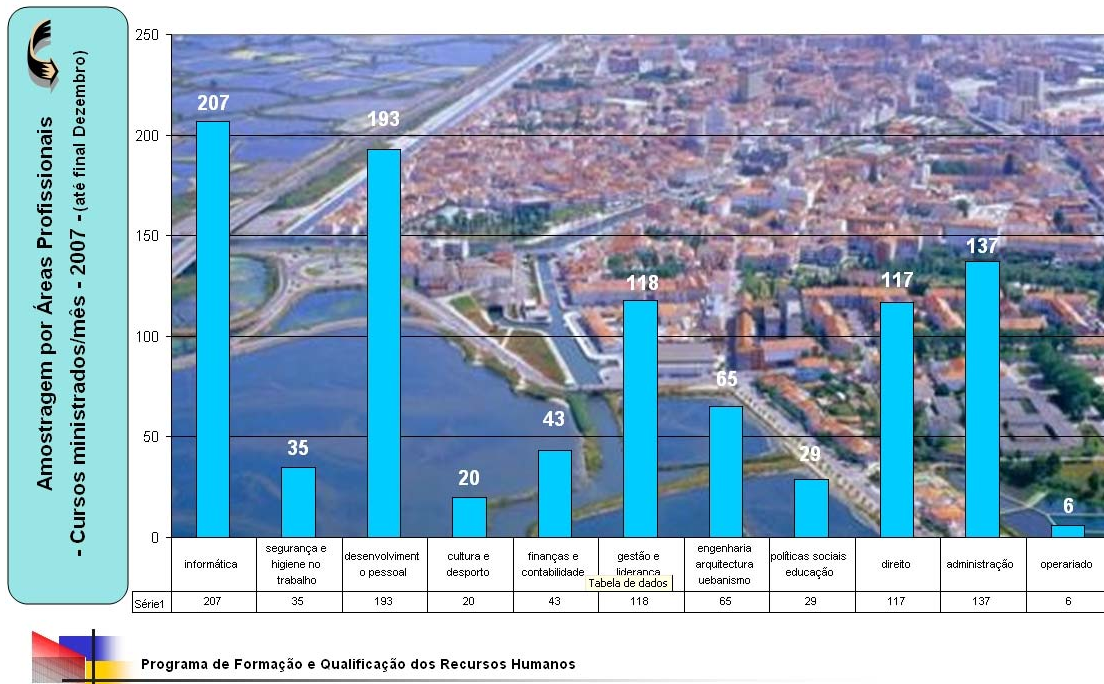 Amostragem por Áreas Profissionais
- Cursos ministrados/mês - 2007 - (até final Dezembro)
250
200
150
100
50
0
207
35
193
20
43
118
65
29
117
137
6
informática
segurança e
higiene no
trabalho
desenvolviment
o pessoal
cultura e
desporto
finanças e
contabilidade
gestão e
liderança
engenharia
arquitectura
uebanismo
políticas sociais
educação
direito
administração
operariado
Tabela de dados
Série1 207 35 193 20 43 118 65 29 117 137 6
Programa de Formação e Qualificação dos Recursos Humanos